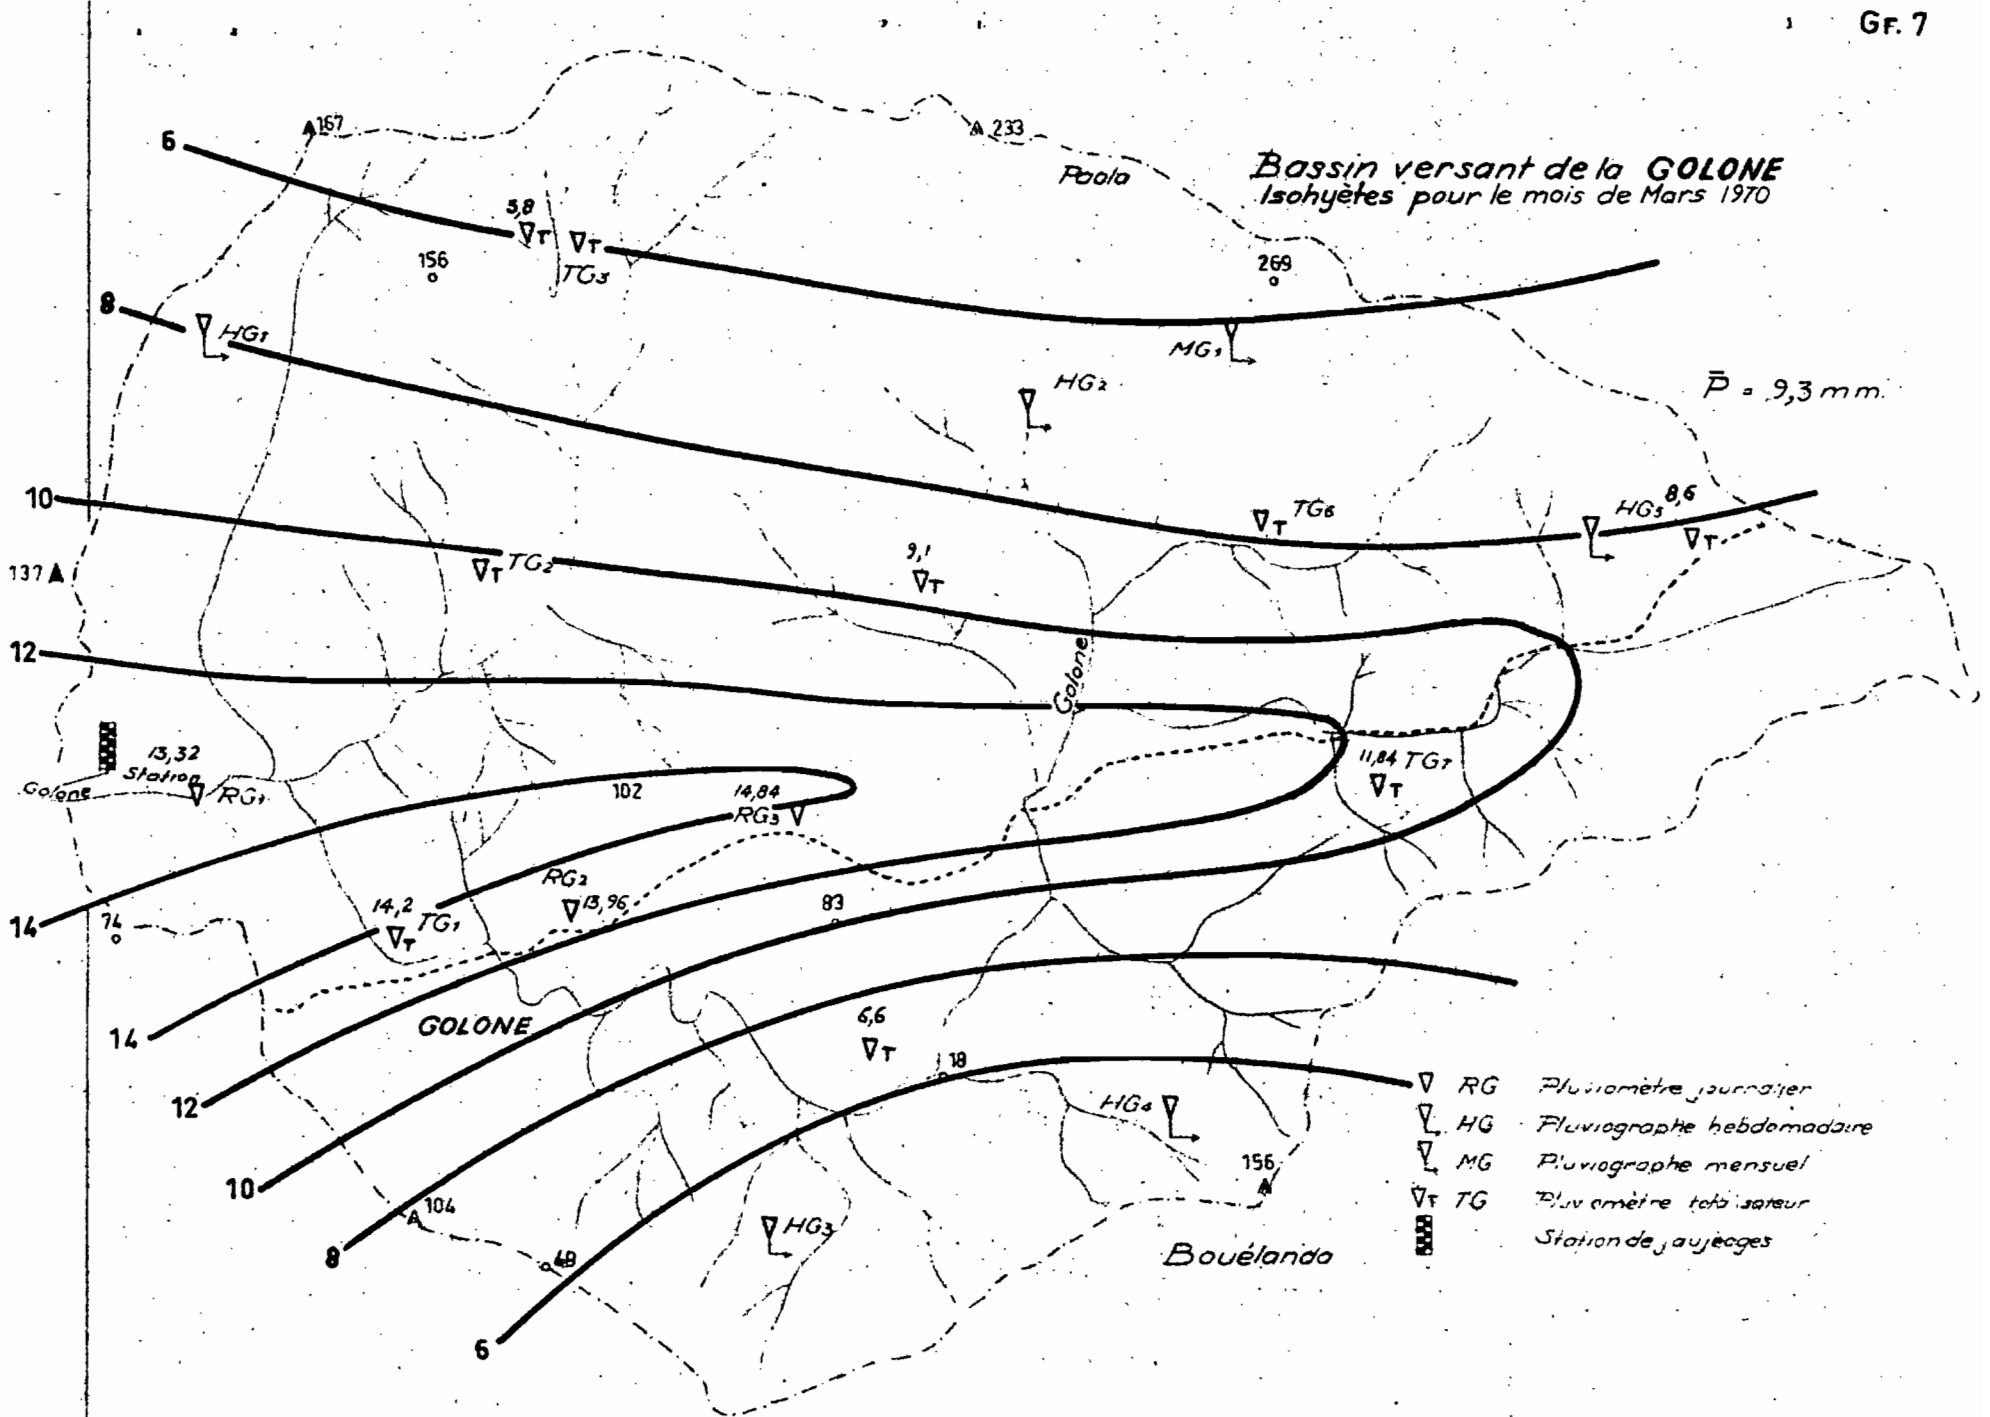 GF. 7
6
167
233
Paola
Bassin versant de la GOLONE
Isohyètes pour le mois de Mars 1970
5,8
T
T
TG3
156
269
8
HG1
MG1
HG2
P̄ = 9,3 mm.
10
TG6
T
HG5
8,6
T
137
TG2
T
9,1
T
12
Golone
13,32
Station
Golone
RG1
102
14,84
RG3
11,84
TG7
T
14
74
14,2
TG1
T
RG2
13,96
83
14
GOLONE
6,6
T
18
12
HG4
RG Pluviomètre journalier
HG Pluviographe hebdomadaire
MG Pluviographe mensuel
T TG Pluviomètre totalisateur
Station de jaugeages
10
156
104
8
49
HG3
Bouélando
6